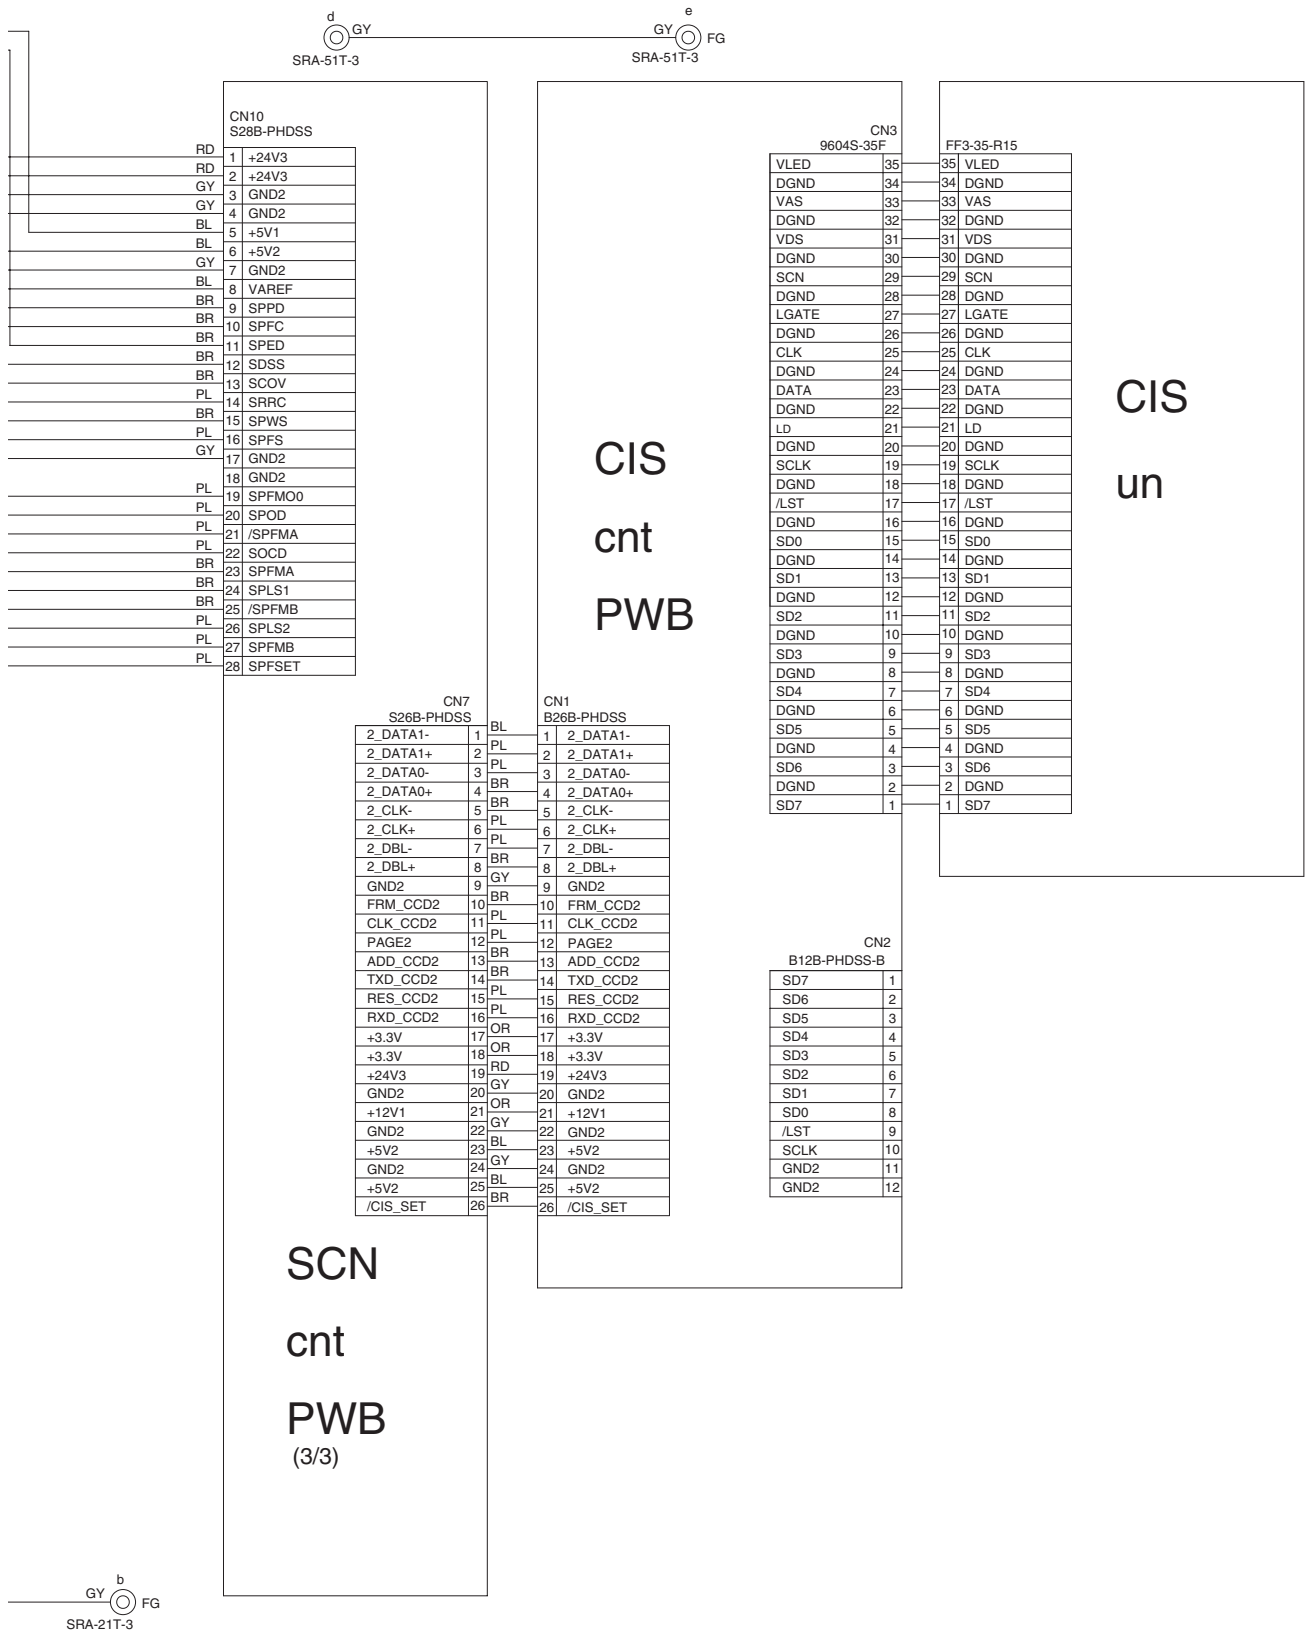 d
GY
SRA-51T-3
e
GY
FG
SRA-51T-3
CN10
S28B-PHDSS
RD 1 +24V3
RD 2 +24V3
GY 3 GND2
GY 4 GND2
BL 5 +5V1
BL 6 +5V2
GY 7 GND2
BL 8 VAREF
BR 9 SPPD
BR 10 SPFC
BR 11 SPED
BR 12 SDSS
BR 13 SCOV
PL 14 SRRC
BR 15 SPWS
PL 16 SPFS
GY 17 GND2
18 GND2
PL 19 SPFMO0
PL 20 SPOD
PL 21 /SPFMA
PL 22 SOCD
BR 23 SPFMA
BR 24 SPLS1
BR 25 /SPFMB
PL 26 SPLS2
PL 27 SPFMB
PL 28 SPFSET
CN3
9604S-35F FF3-35-R15
VLED 35 35 VLED
DGND 34 34 DGND
VAS 33 33 VAS
DGND 32 32 DGND
VDS 31 31 VDS
DGND 30 30 DGND
SCN 29 29 SCN
DGND 28 28 DGND
LGATE 27 27 LGATE
DGND 26 26 DGND
CLK 25 25 CLK
DGND 24 24 DGND
DATA 23 23 DATA
DGND 22 22 DGND
LD 21 21 LD
DGND 20 20 DGND
SCLK 19 19 SCLK
DGND 18 18 DGND
/LST 17 17 /LST
DGND 16 16 DGND
SD0 15 15 SD0
DGND 14 14 DGND
SD1 13 13 SD1
DGND 12 12 DGND
SD2 11 11 SD2
DGND 10 10 DGND
SD3 9 9 SD3
DGND 8 8 DGND
SD4 7 7 SD4
DGND 6 6 DGND
SD5 5 5 SD5
DGND 4 4 DGND
SD6 3 3 SD6
DGND 2 2 DGND
SD7 1 1 SD7
CIS
un
CIS
cnt
PWB
CN7 CN1
S26B-PHDSS B26B-PHDSS
2_DATA1- 1 BL 1 2_DATA1-
2_DATA1+ 2 PL 2 2_DATA1+
2_DATA0- 3 PL 3 2_DATA0-
2_DATA0+ 4 BR 4 2_DATA0+
2_CLK- 5 BR 5 2_CLK-
2_CLK+ 6 PL 6 2_CLK+
2_DBL- 7 PL 7 2_DBL-
2_DBL+ 8 BR 8 2_DBL+
GND2 9 GY 9 GND2
FRM_CCD2 10 BR 10 FRM_CCD2
CLK_CCD2 11 PL 11 CLK_CCD2
PAGE2 12 PL 12 PAGE2
ADD_CCD2 13 BR 13 ADD_CCD2
TXD_CCD2 14 BR 14 TXD_CCD2
RES_CCD2 15 PL 15 RES_CCD2
RXD_CCD2 16 PL 16 RXD_CCD2
+3.3V 17 OR 17 +3.3V
+3.3V 18 OR 18 +3.3V
+24V3 19 RD 19 +24V3
GND2 20 GY 20 GND2
+12V1 21 OR 21 +12V1
GND2 22 GY 22 GND2
+5V2 23 BL 23 +5V2
GND2 24 GY 24 GND2
+5V2 25 BL 25 +5V2
/CIS_SET 26 BR 26 /CIS_SET
CN2
B12B-PHDSS-B
SD7 1
SD6 2
SD5 3
SD4 4
SD3 5
SD2 6
SD1 7
SD0 8
/LST 9
SCLK 10
GND2 11
GND2 12
SCN
cnt
PWB
(3/3)
b
GY
FG
SRA-21T-3